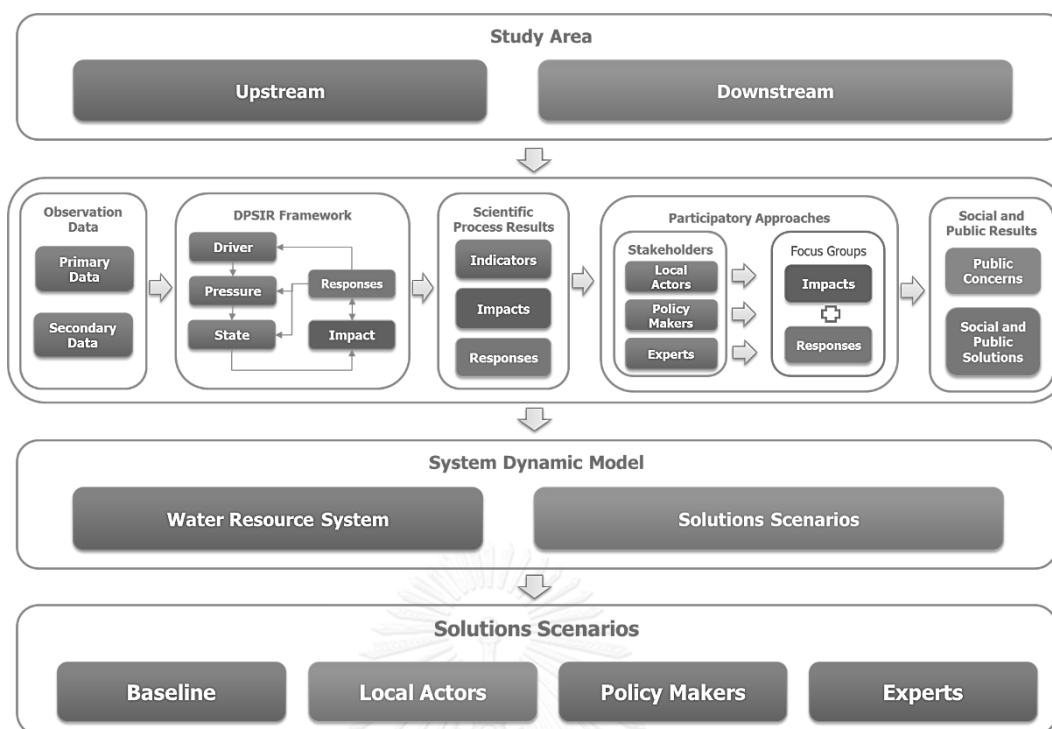 Study Area
Upstream
Downstream
Observation
Data
Primary
Data
Secondary
Data
DPSIR Framework
Driver
Pressure
State
Responses
Impact
Scientific
Process Results
Indicators
Impacts
Responses
Participatory Approaches
Stakeholders
Local
Actors
Policy
Makers
Experts
Focus Groups
Impacts
Responses
Social and
Public Results
Public
Concerns
Social and
Public
Solutions
System Dynamic Model
Water Resource System
Solutions Scenarios
Solutions Scenarios
Baseline
Local Actors
Policy Makers
Experts